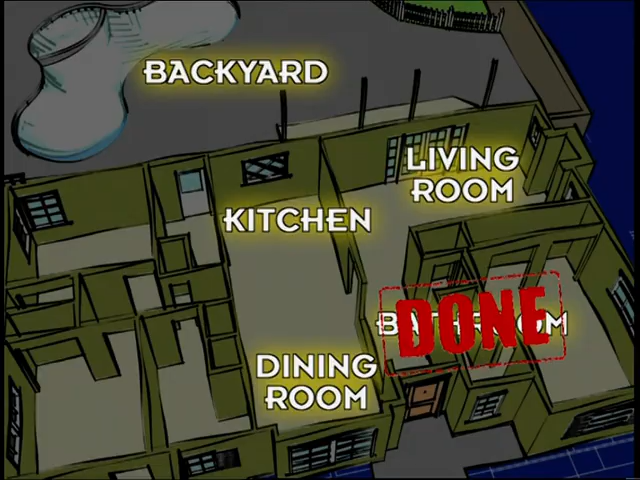 BACKYARD
LIVING
ROOM
KITCHEN
DONE
DINING
ROOM